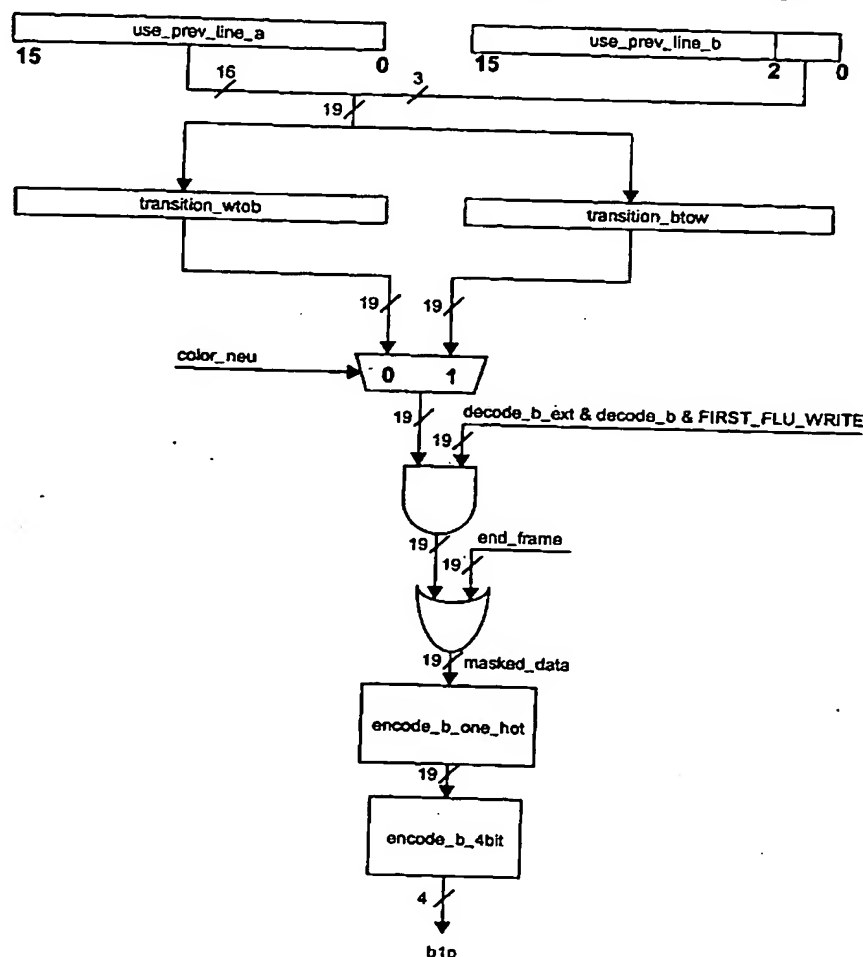 use_prev_line_a
use_prev_line_b
15
0
15
2
0
16
3
19
transition_wtob
transition_btow
19
19
color_neu
0
1
19
decode_b_ext & decode_b & FIRST_FLU_WRITE
19
19
end_frame
19
19
masked_data
encode_b_one_hot
19
encode_b_4bit
4
b1p